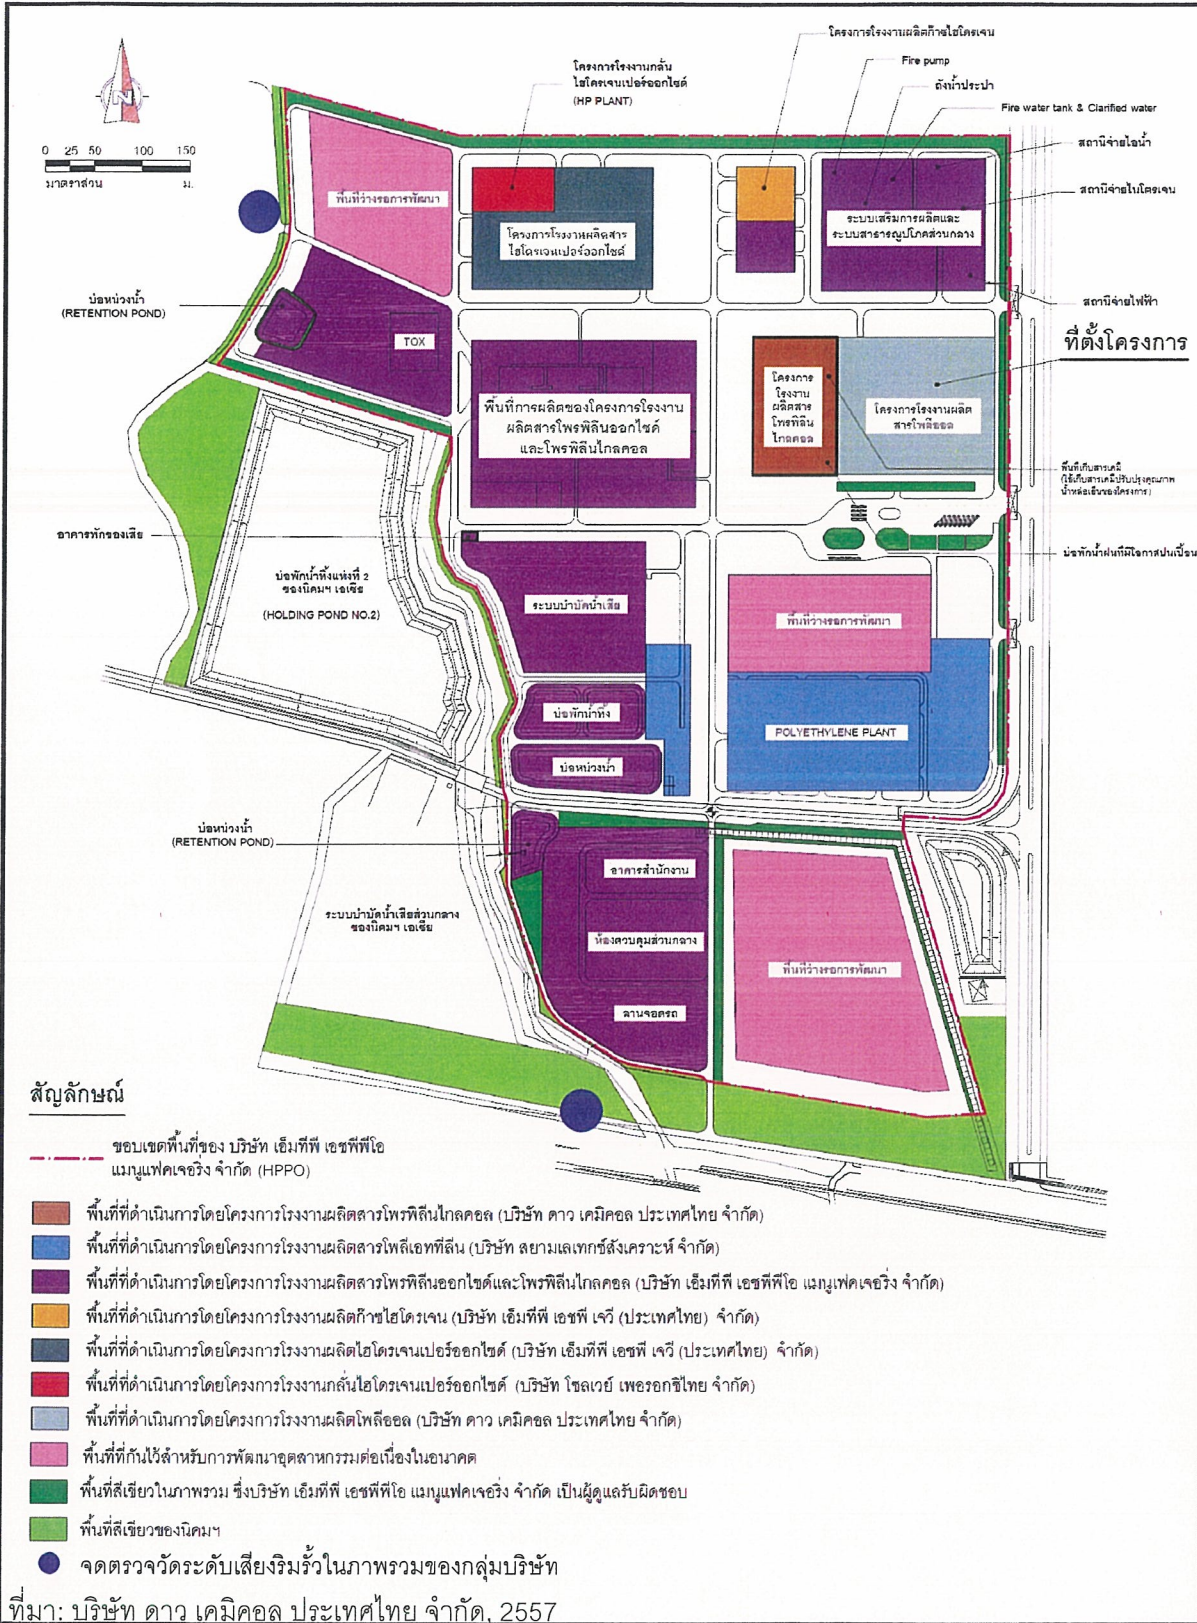 โครงการโรงงานผลิตก๊าซไฮโดรเจน
Fire pump
ถังน้ำประปา
Fire water tank & Clarified water
สถานีจ่ายไอน้ำ
สถานีจ่ายไนโตรเจน
โครงการโรงงานกลั่น
ไฮโดรเจนเปอร์ออกไซด์
(HP PLANT)
N
0 25 50 100 150
มาตราส่วน ม.
พื้นที่ว่างรอการพัฒนา
โครงการโรงงานผลิตสาร
ไฮโดรเจนเปอร์ออกไซด์
ระบบเสริมการผลิตและ
ระบบสาธารณูปโภคส่วนกลาง
บ่อหน่วงน้ำ
(RETENTION POND)
TOX
สถานีจ่ายไฟฟ้า
ที่ตั้งโครงการ
พื้นที่การผลิตของโครงการโรงงาน
ผลิตสารโพรพิลีนออกไซด์
และโพรพิลีนไกลคอล
โครงการ
โรงงาน
ผลิตสาร
โพรพิลีน
ไกลคอล
โครงการโรงงานผลิต
สารโพลีออล
พื้นที่เก็บสารเคมี
(ใช้เก็บสารเคมีปรับปรุงคุณภาพ
น้ำหล่อเย็นของโครงการ)
อาคารพักของเสีย
บ่อพักน้ำฝนที่มีโอกาสปนเปื้อน
บ่อพักน้ำทิ้งแห่งที่ 2
ของนิคมฯ เอเซีย
(HOLDING POND NO.2)
ระบบบำบัดน้ำเสีย
พื้นที่ว่างรอการพัฒนา
บ่อพักน้ำทิ้ง
POLYETHYLENE PLANT
บ่อหน่วงน้ำ
บ่อหน่วงน้ำ
(RETENTION POND)
อาคารสำนักงาน
ระบบบำบัดน้ำเสียส่วนกลาง
ของนิคมฯ เอเซีย
ห้องควบคุมส่วนกลาง
พื้นที่ว่างรอการพัฒนา
ลานจอดรถ
สัญลักษณ์
ขอบเขตพื้นที่ของ บริษัท เอ็มทีพี เอชพีพีโอ
แมนูแฟคเจอริ่ง จำกัด (HPPO)
พื้นที่ที่ดำเนินการโดยโครงการโรงงานผลิตสารโพรพิลีนไกลคอล (บริษัท ดาว เคมิคอล ประเทศไทย จำกัด)
พื้นที่ที่ดำเนินการโดยโครงการโรงงานผลิตสารโพลีเอททีลีน (บริษัท สยามเลเทกซ์สังเคราะห์ จำกัด)
พื้นที่ที่ดำเนินการโดยโครงการโรงงานผลิตสารโพรพิลีนออกไซด์และโพรพิลีนไกลคอล (บริษัท เอ็มทีพี เอชพีพีโอ แมนูแฟคเจอริ่ง จำกัด)
พื้นที่ที่ดำเนินการโดยโครงการโรงงานผลิตก๊าซไฮโดรเจน (บริษัท เอ็มทีพี เอชพี เจวี (ประเทศไทย) จำกัด)
พื้นที่ที่ดำเนินการโดยโครงการโรงงานผลิตไฮโดรเจนเปอร์ออกไซด์ (บริษัท เอ็มทีพี เอชพี เจวี (ประเทศไทย) จำกัด)
พื้นที่ที่ดำเนินการโดยโครงการโรงงานกลั่นไฮโดรเจนเปอร์ออกไซด์ (บริษัท โซลเวย์ เพอรอกซิไทย จำกัด)
พื้นที่ที่ดำเนินการโดยโครงการโรงงานผลิตโพลีออล (บริษัท ดาว เคมิคอล ประเทศไทย จำกัด)
พื้นที่ที่กันไว้สำหรับการพัฒนาอุตสาหกรรมต่อเนื่องในอนาคต
พื้นที่สีเขียวในภาพรวม ซึ่งบริษัท เอ็มทีพี เอชพีพีโอ แมนูแฟคเจอริ่ง จำกัด เป็นผู้ดูแลรับผิดชอบ
พื้นที่สีเขียวของนิคมฯ
จุดตรวจวัดระดับเสียงริมรั้วในภาพรวมของกลุ่มบริษัท
ที่มา: บริษัท ดาว เคมิคอล ประเทศไทย จำกัด, 2557